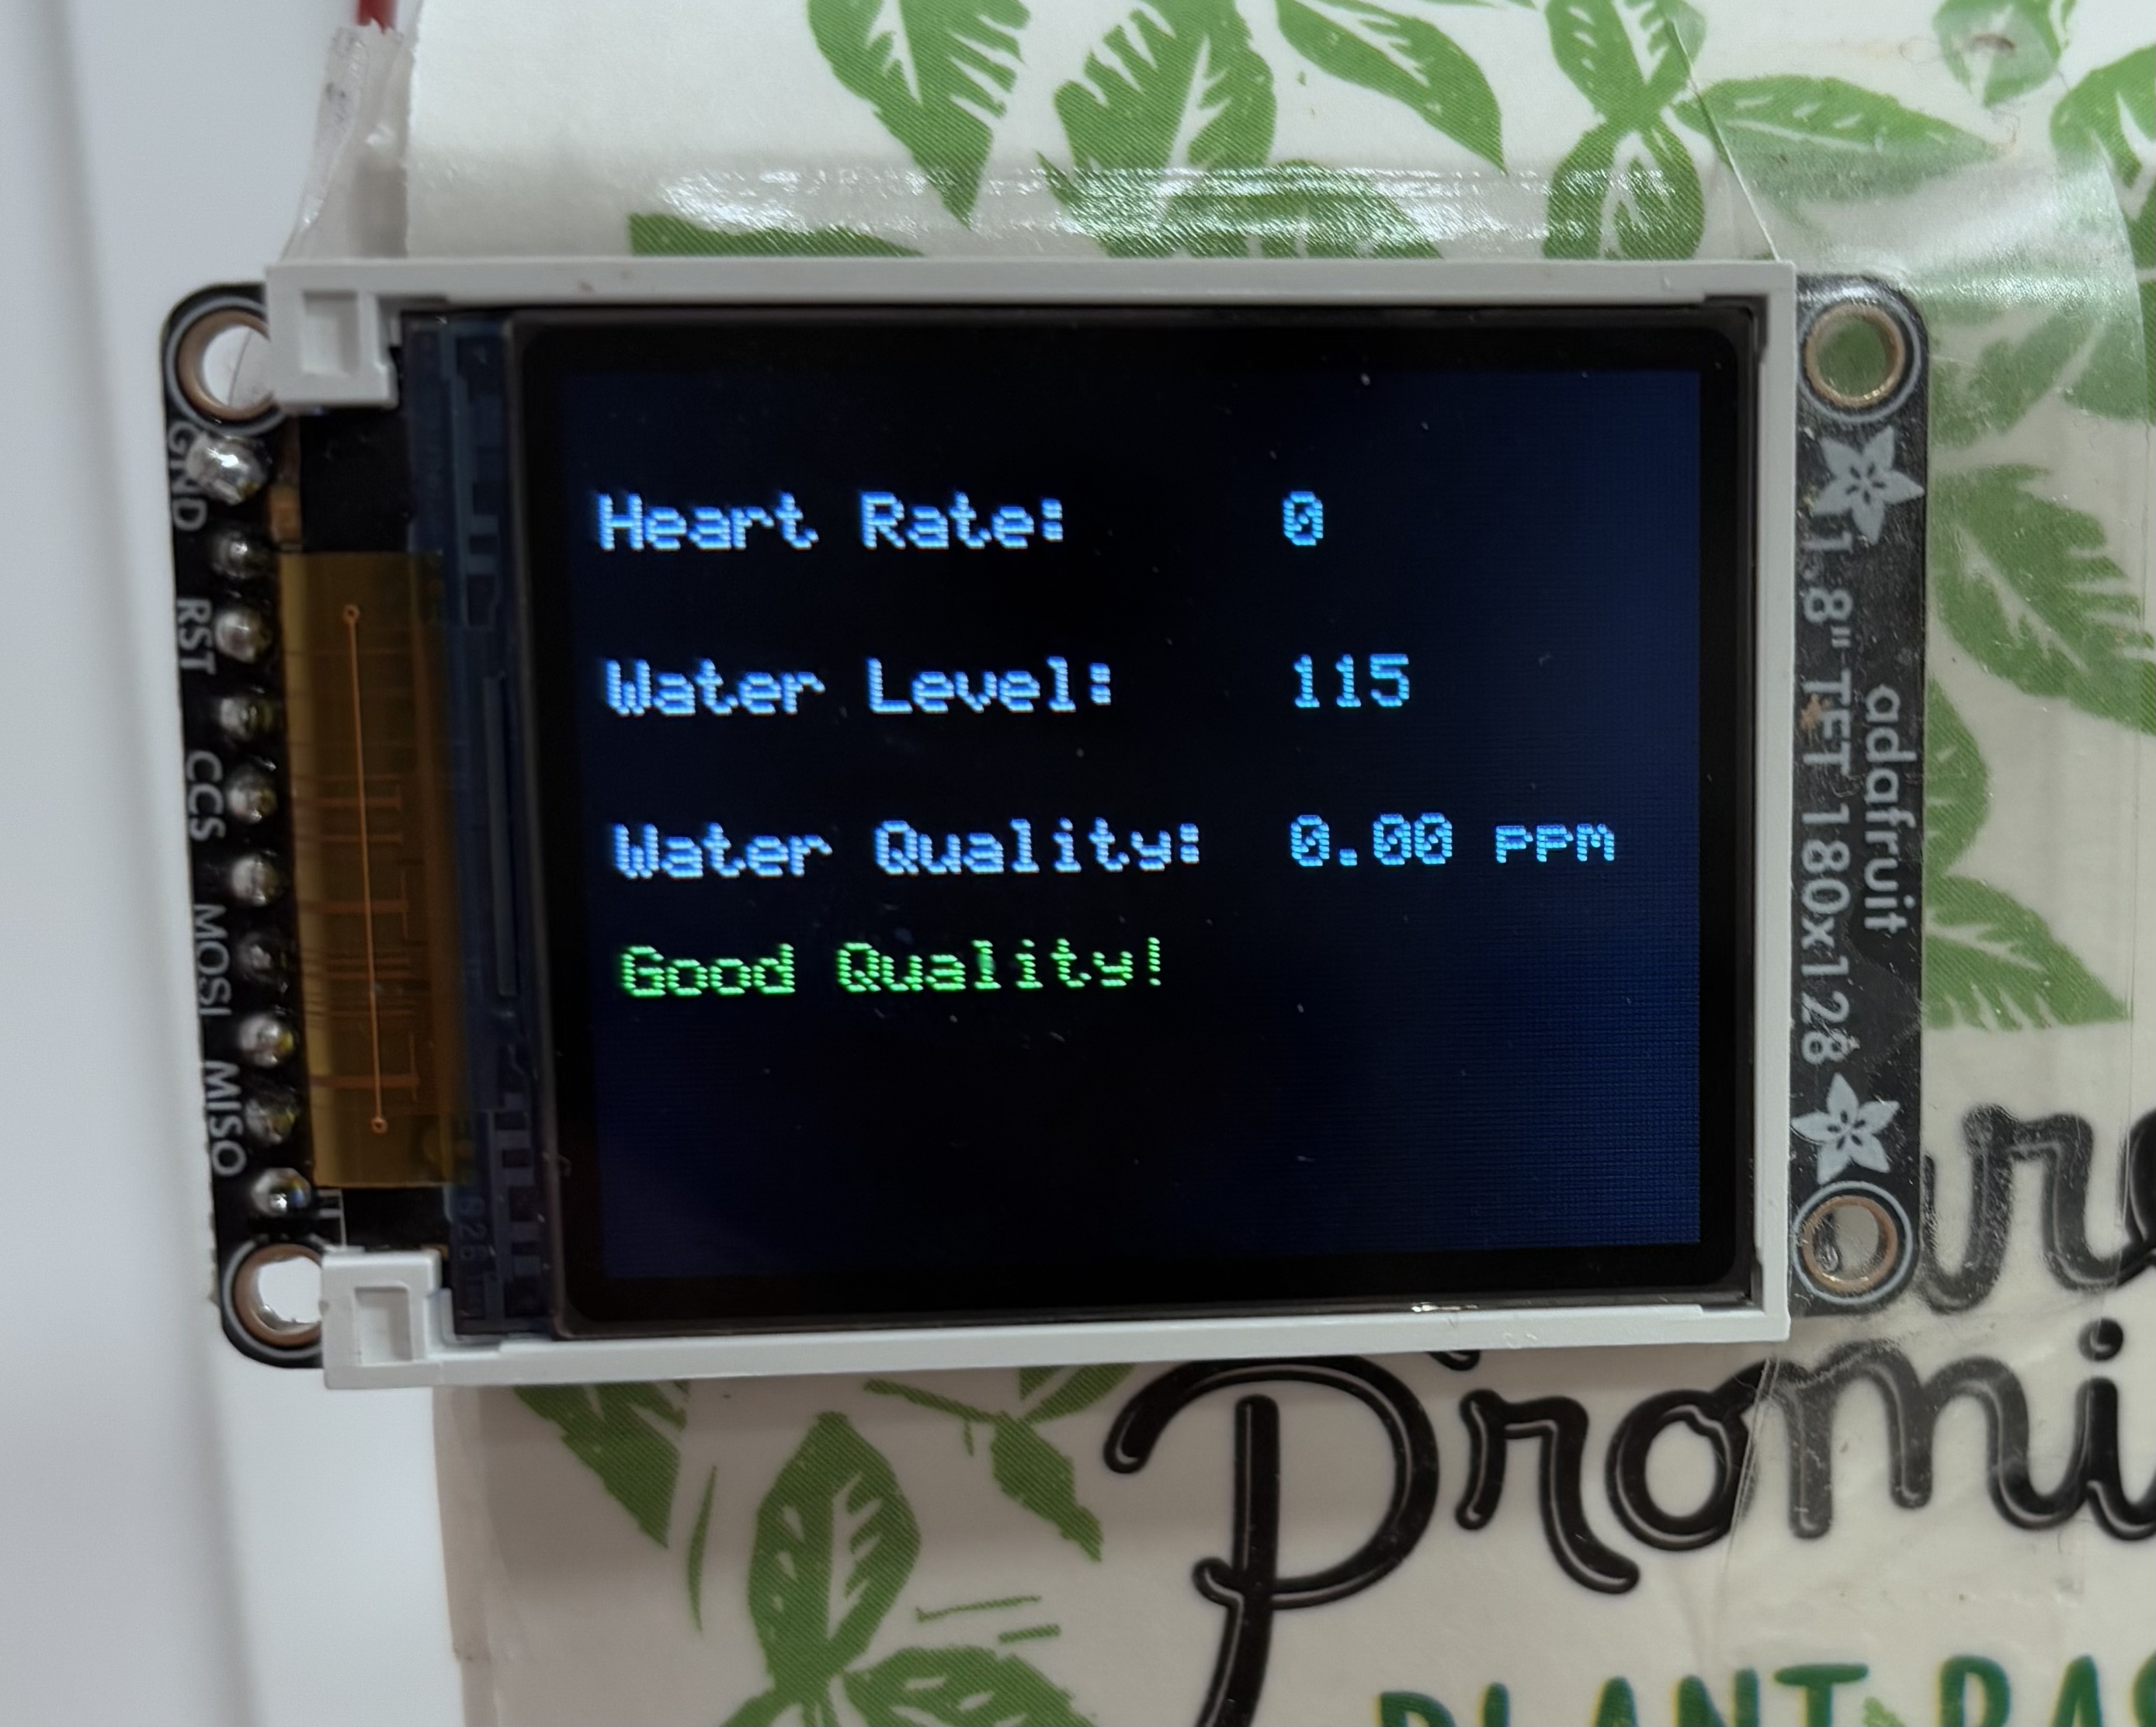 Heart Rate: 0
Water Level: 115
Water Quality: 0.00 ppm
Good Quality!
GND
RST
CCS
MOSI
MISO
adafruit
1.8" TFT 180x128
Promi
PLANT